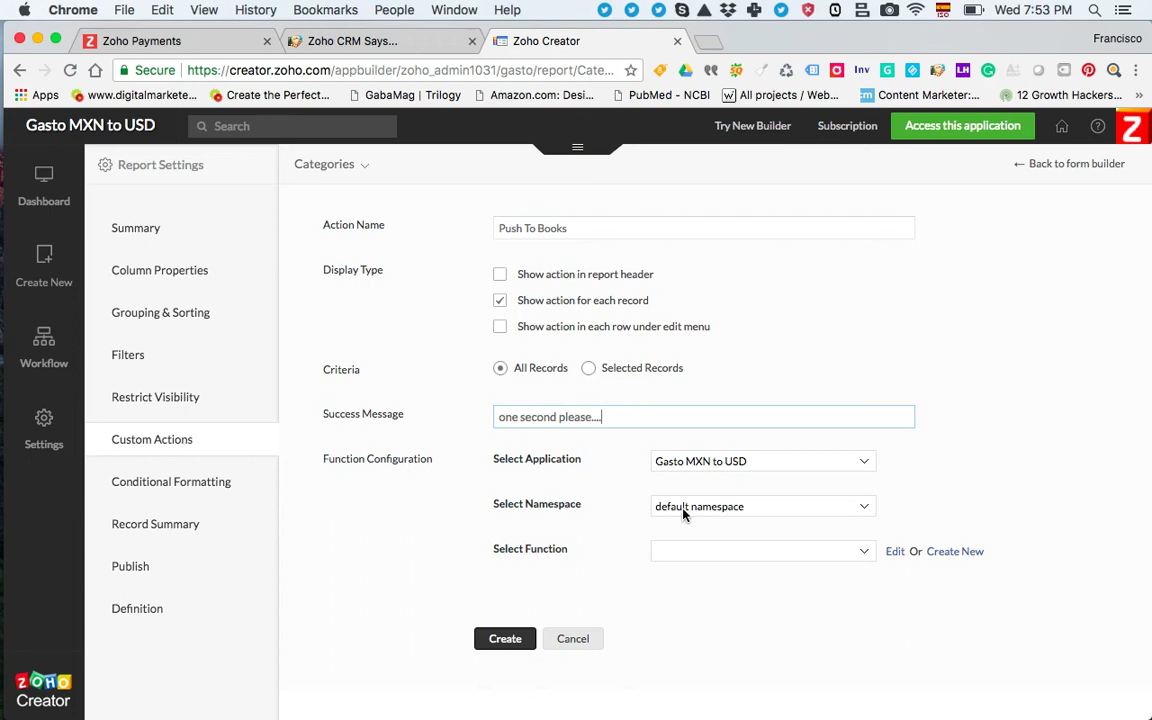 Chrome File Edit View History Bookmarks People Window Help Wed 7:53 PM
Zoho Payments Zoho CRM Says... Zoho Creator Francisco
Secure https://creator.zoho.com/appbuilder/zoho_admin1031/gasto/report/Cate... Inv
Apps www.digitalmarkete... Create the Perfect... GabaMag | Trilogy Amazon.com: Desi... PubMed - NCBI All projects / Web... Content Marketer:... 12 Growth Hackers...
Gasto MXN to USD Search Try New Builder Subscription Access this application
Report Settings Categories ← Back to form builder
Dashboard
Create New
Workflow
Settings
ZOHO
Creator
Summary
Column Properties
Grouping & Sorting
Filters
Restrict Visibility
Custom Actions
Conditional Formatting
Record Summary
Publish
Definition
Action Name Push To Books
Display Type Show action in report header
Show action for each record
Show action in each row under edit menu
Criteria All Records Selected Records
Success Message one second please....
Function Configuration Select Application Gasto MXN to USD
Select Namespace default namespace
Select Function Edit Or Create New
Create Cancel